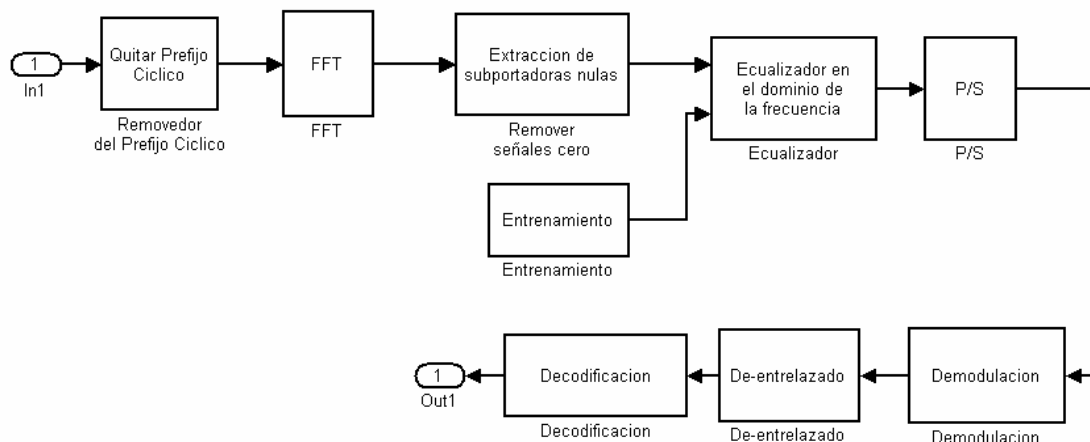 1
In1
Quitar Prefijo
Ciclico
Removedor
del Prefijo Ciclico
FFT
FFT
Extraccion de
subportadoras nulas
Remover
señales cero
Entrenamiento
Entrenamiento
Ecualizador en
el dominio de
la frecuencia
Ecualizador
P/S
P/S
1
Out1
Decodificacion
Decodificacion
De-entrelazado
De-entrelazado
Demodulacion
Demodulacion